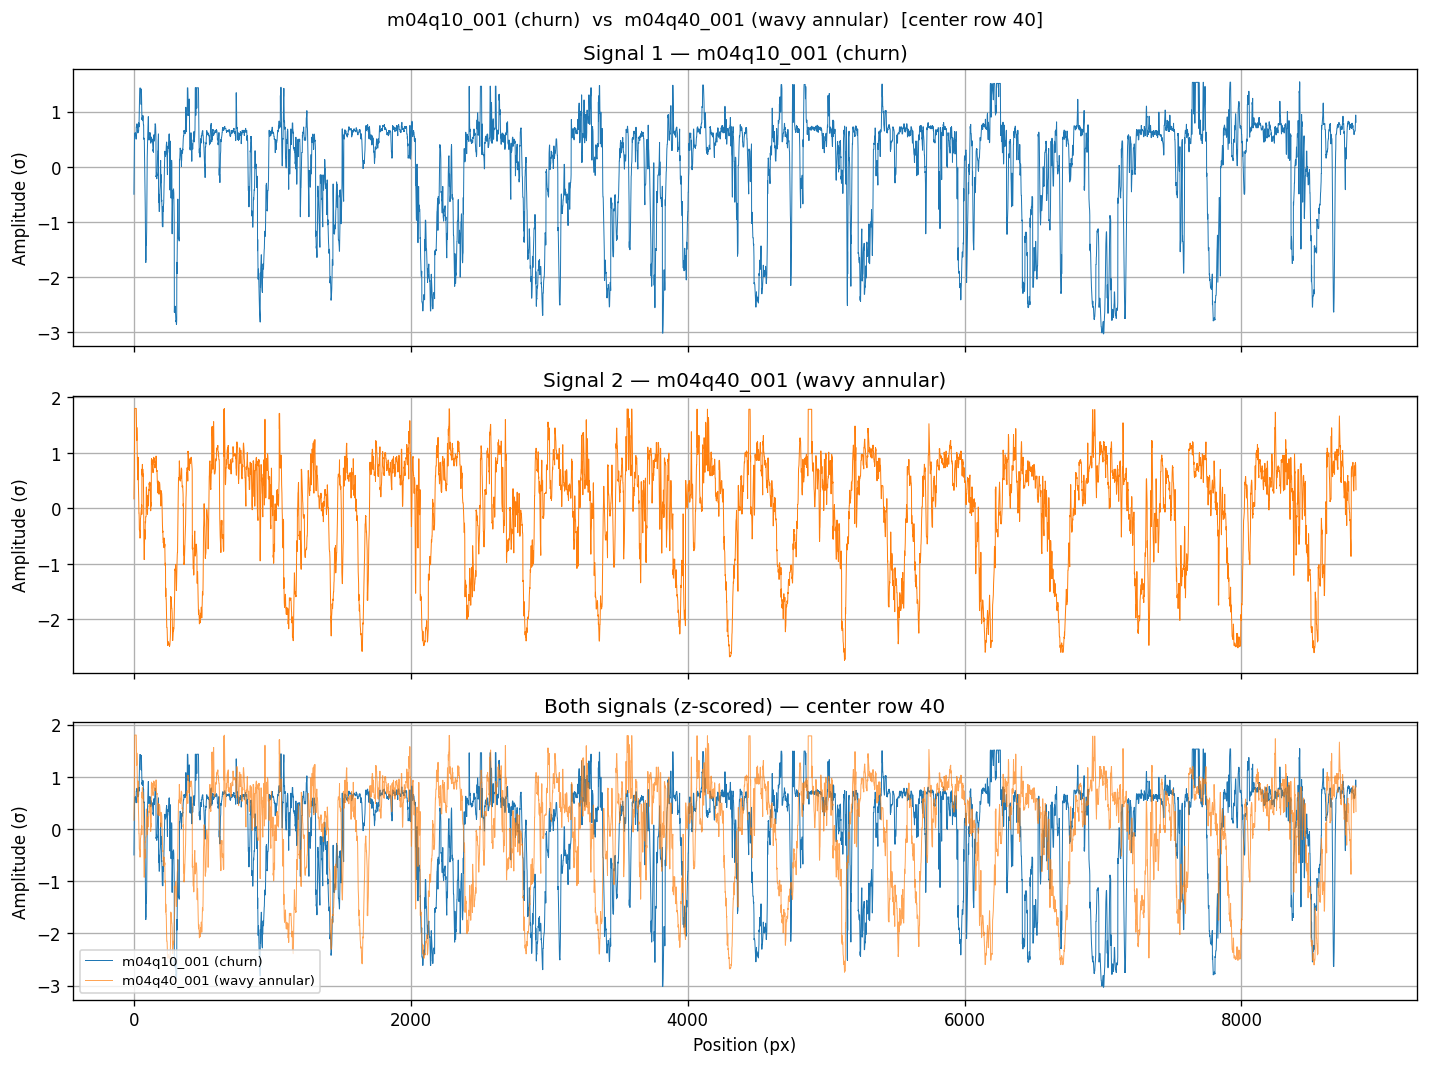 m04q10_001 (churn)  vs  m04q40_001 (wavy annular)  [center row 40]
Signal 1 — m04q10_001 (churn)
Amplitude (σ)
1
0
−1
−2
−3
Signal 2 — m04q40_001 (wavy annular)
Amplitude (σ)
2
1
0
−1
−2
Both signals (z-scored) — center row 40
Amplitude (σ)
2
1
0
−1
−2
−3
m04q10_001 (churn)
m04q40_001 (wavy annular)
0 2000 4000 6000 8000
Position (px)